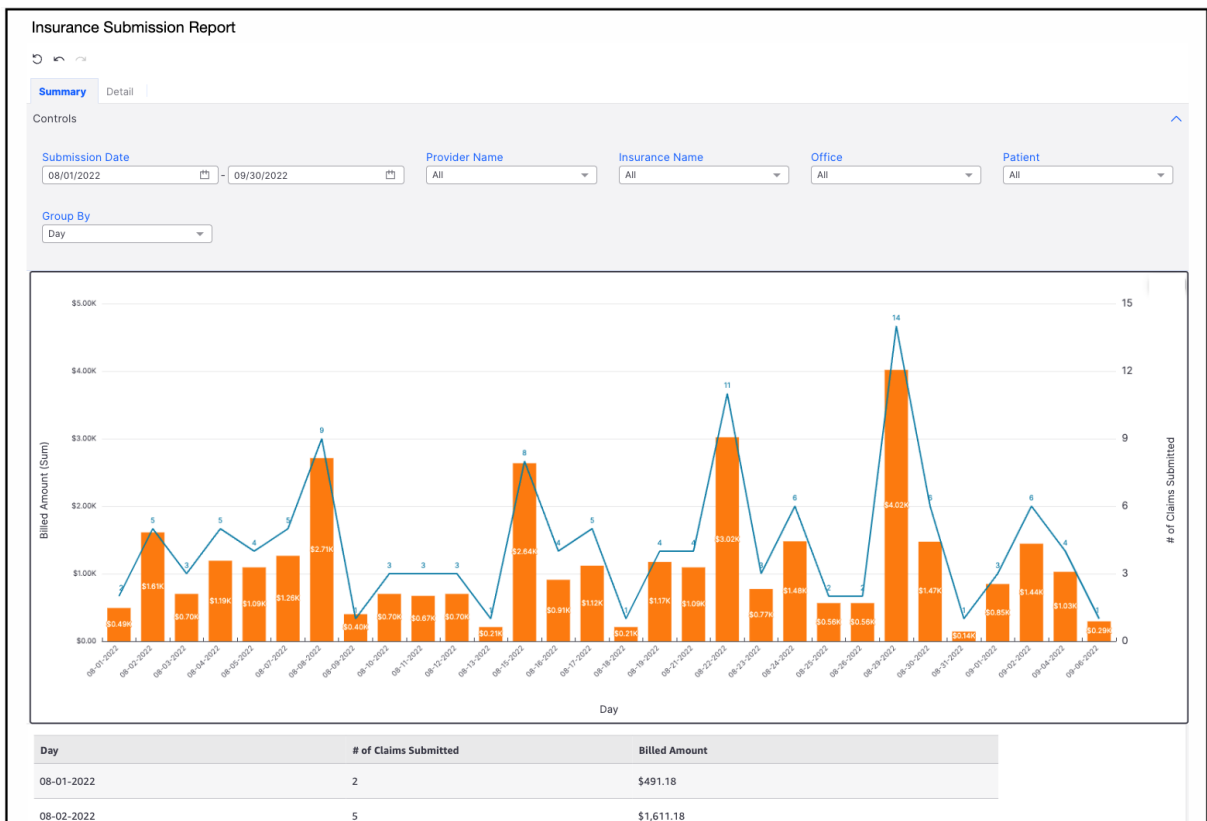 Insurance Submission Report
Summary Detail
Controls
Submission Date Provider Name Insurance Name Office Patient
08/01/2022 - 09/30/2022 All All All All
Group By
Day
$5.00K 15
14
$4.00K 12
11
9
$3.00K 9
8
$2.00K 6
5 5 5 5 6 6 6
4 4 4 4 4
$1.00K 3
3 3 3 3 3 3
2 2 2
1 1 1 1 1
$0.00 0
$0.49K $1.61K $0.70K $1.19K $1.09K $1.26K $2.71K $0.40K $0.70K $0.67K $0.70K $0.21K $2.64K $0.91K $1.12K $0.21K $1.17K $1.09K $3.02K $0.77K $1.48K $0.56K $0.56K $4.02K $1.47K $0.14K $0.85K $1.44K $1.03K $0.29K
Billed Amount (Sum)
# of Claims Submitted
08-01-2022 08-02-2022 08-03-2022 08-04-2022 08-05-2022 08-07-2022 08-08-2022 08-09-2022 08-10-2022 08-11-2022 08-12-2022 08-13-2022 08-15-2022 08-16-2022 08-17-2022 08-18-2022 08-19-2022 08-21-2022 08-22-2022 08-23-2022 08-24-2022 08-25-2022 08-26-2022 08-29-2022 08-30-2022 08-31-2022 09-01-2022 09-02-2022 09-04-2022 09-06-2022
Day
Day # of Claims Submitted Billed Amount
08-01-2022 2 $491.18
08-02-2022 5 $1,611.18